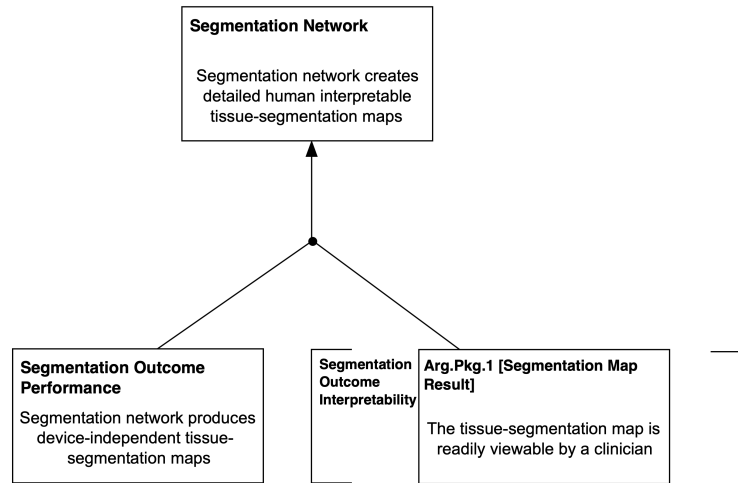 Segmentation Network
Segmentation network creates
detailed human interpretable
tissue-segmentation maps
Segmentation Outcome
Performance
Segmentation network produces
device-independent tissue-
segmentation maps
Segmentation
Outcome
Interpretability
Arg.Pkg.1 [Segmentation Map
Result]
The tissue-segmentation map is
readily viewable by a clinician